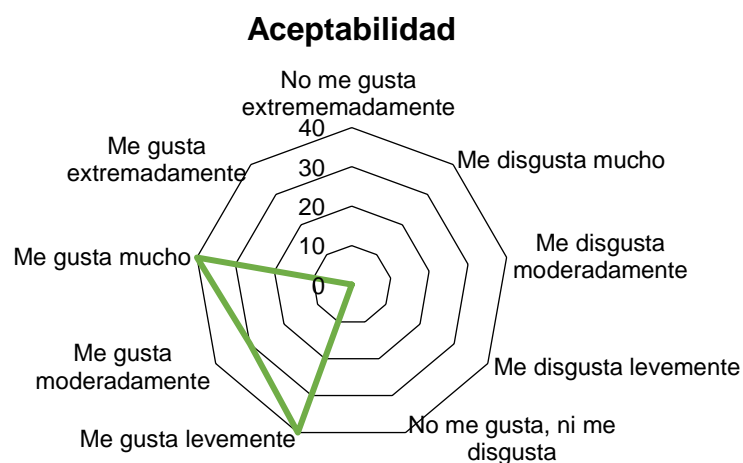 Aceptabilidad
No me gusta
extrememadamente
40
30
20
10
0
Me disgusta mucho
Me disgusta
moderadamente
Me disgusta levemente
No me gusta, ni me
disgusta
Me gusta levemente
Me gusta
moderadamente
Me gusta mucho
Me gusta
extremadamente